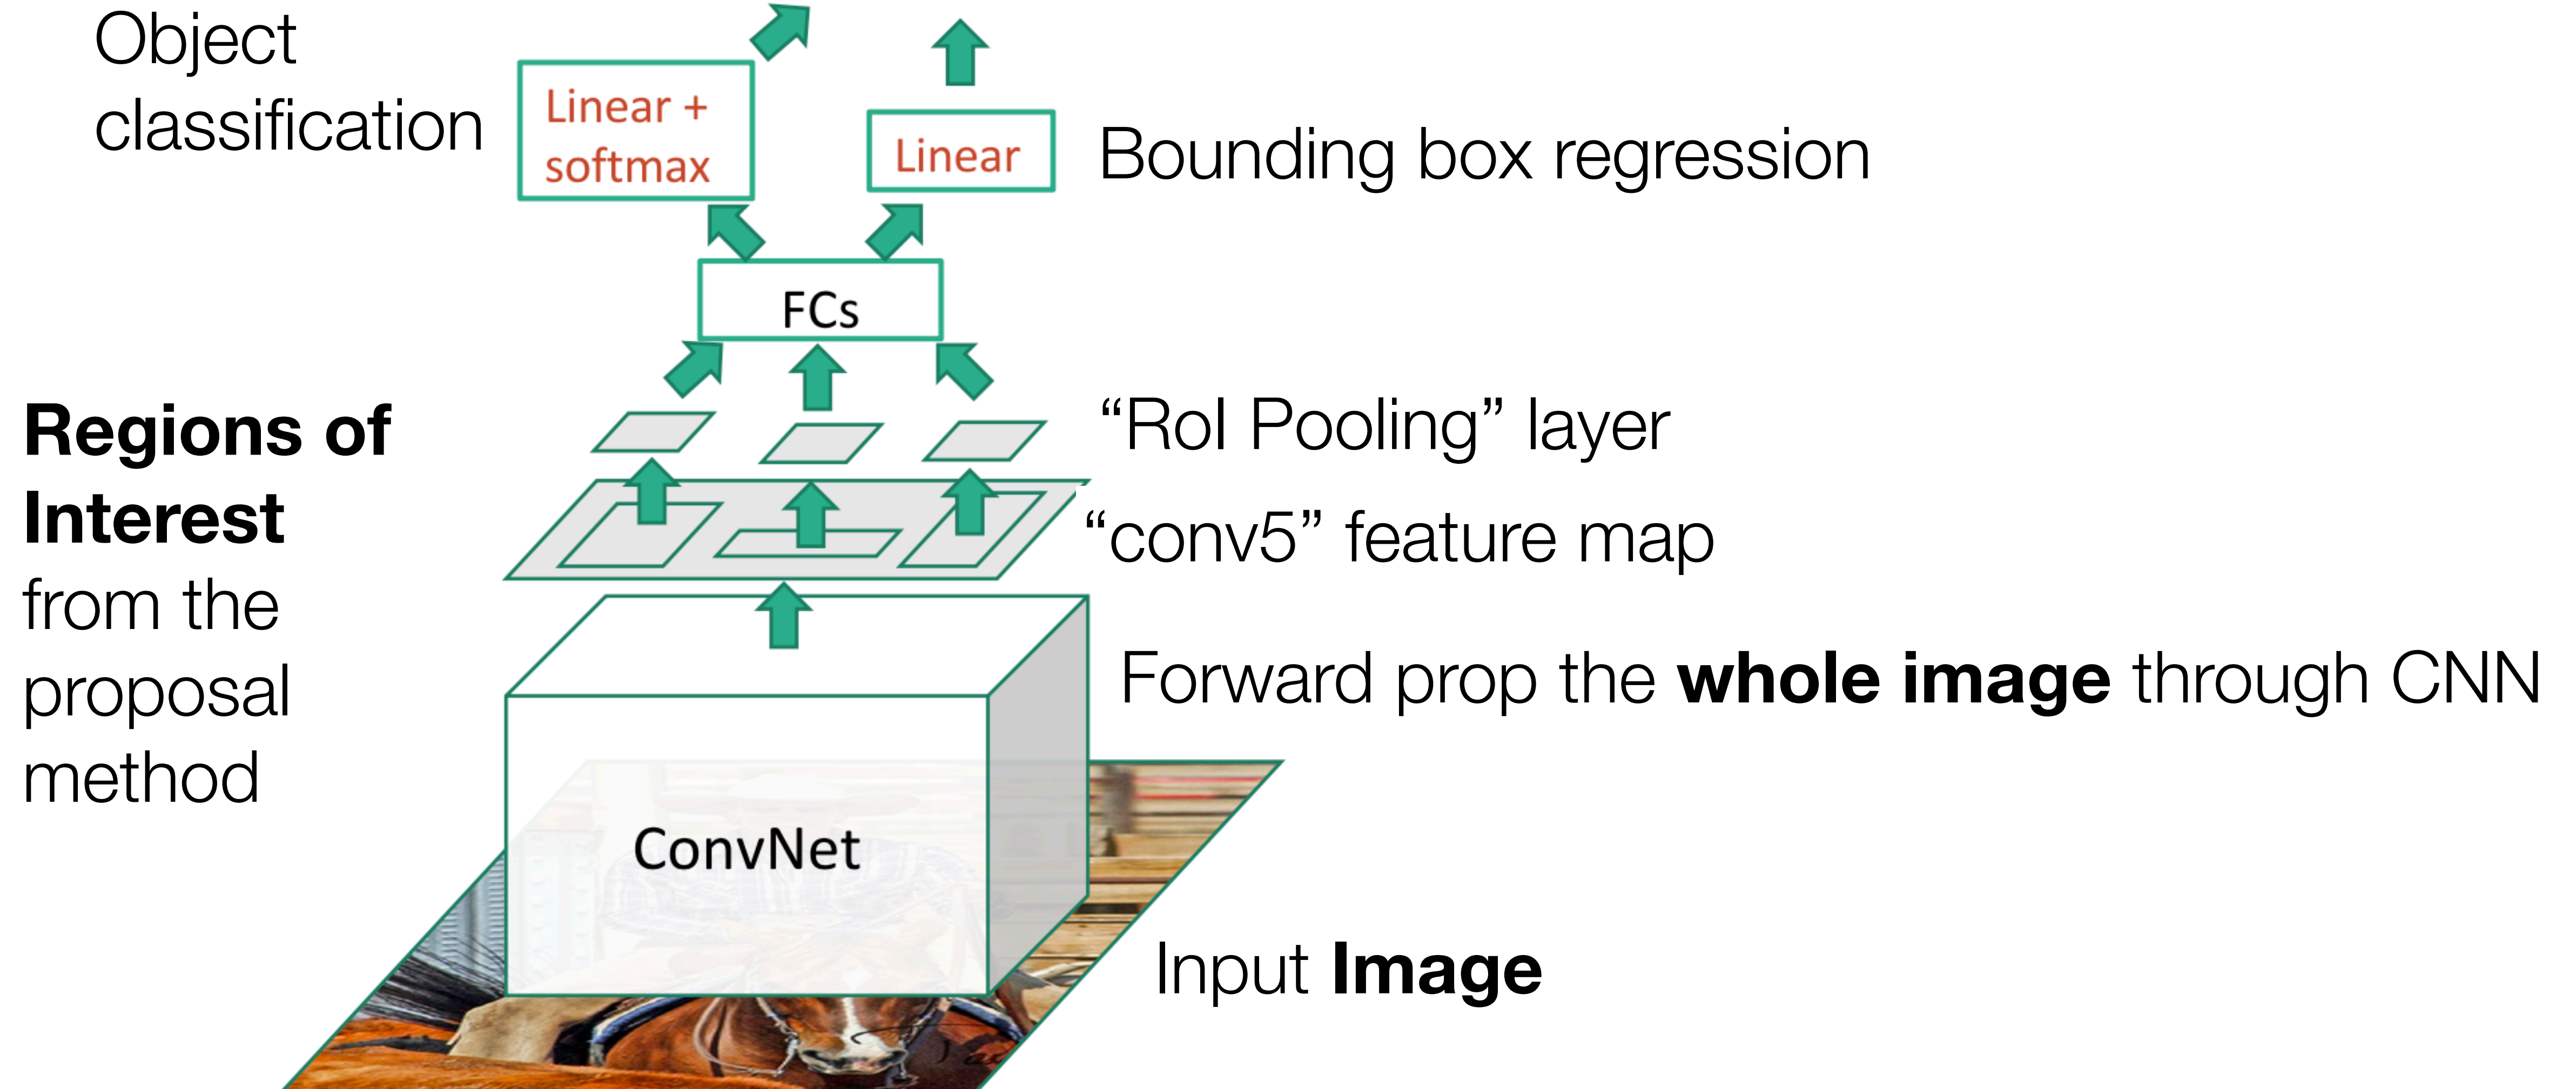 Object
classification
Linear +
softmax
Linear
Bounding box regression
FCs
Regions of
Interest
from the
proposal
method
“RoI Pooling” layer
“conv5” feature map
Forward prop the whole image through CNN
ConvNet
Input Image